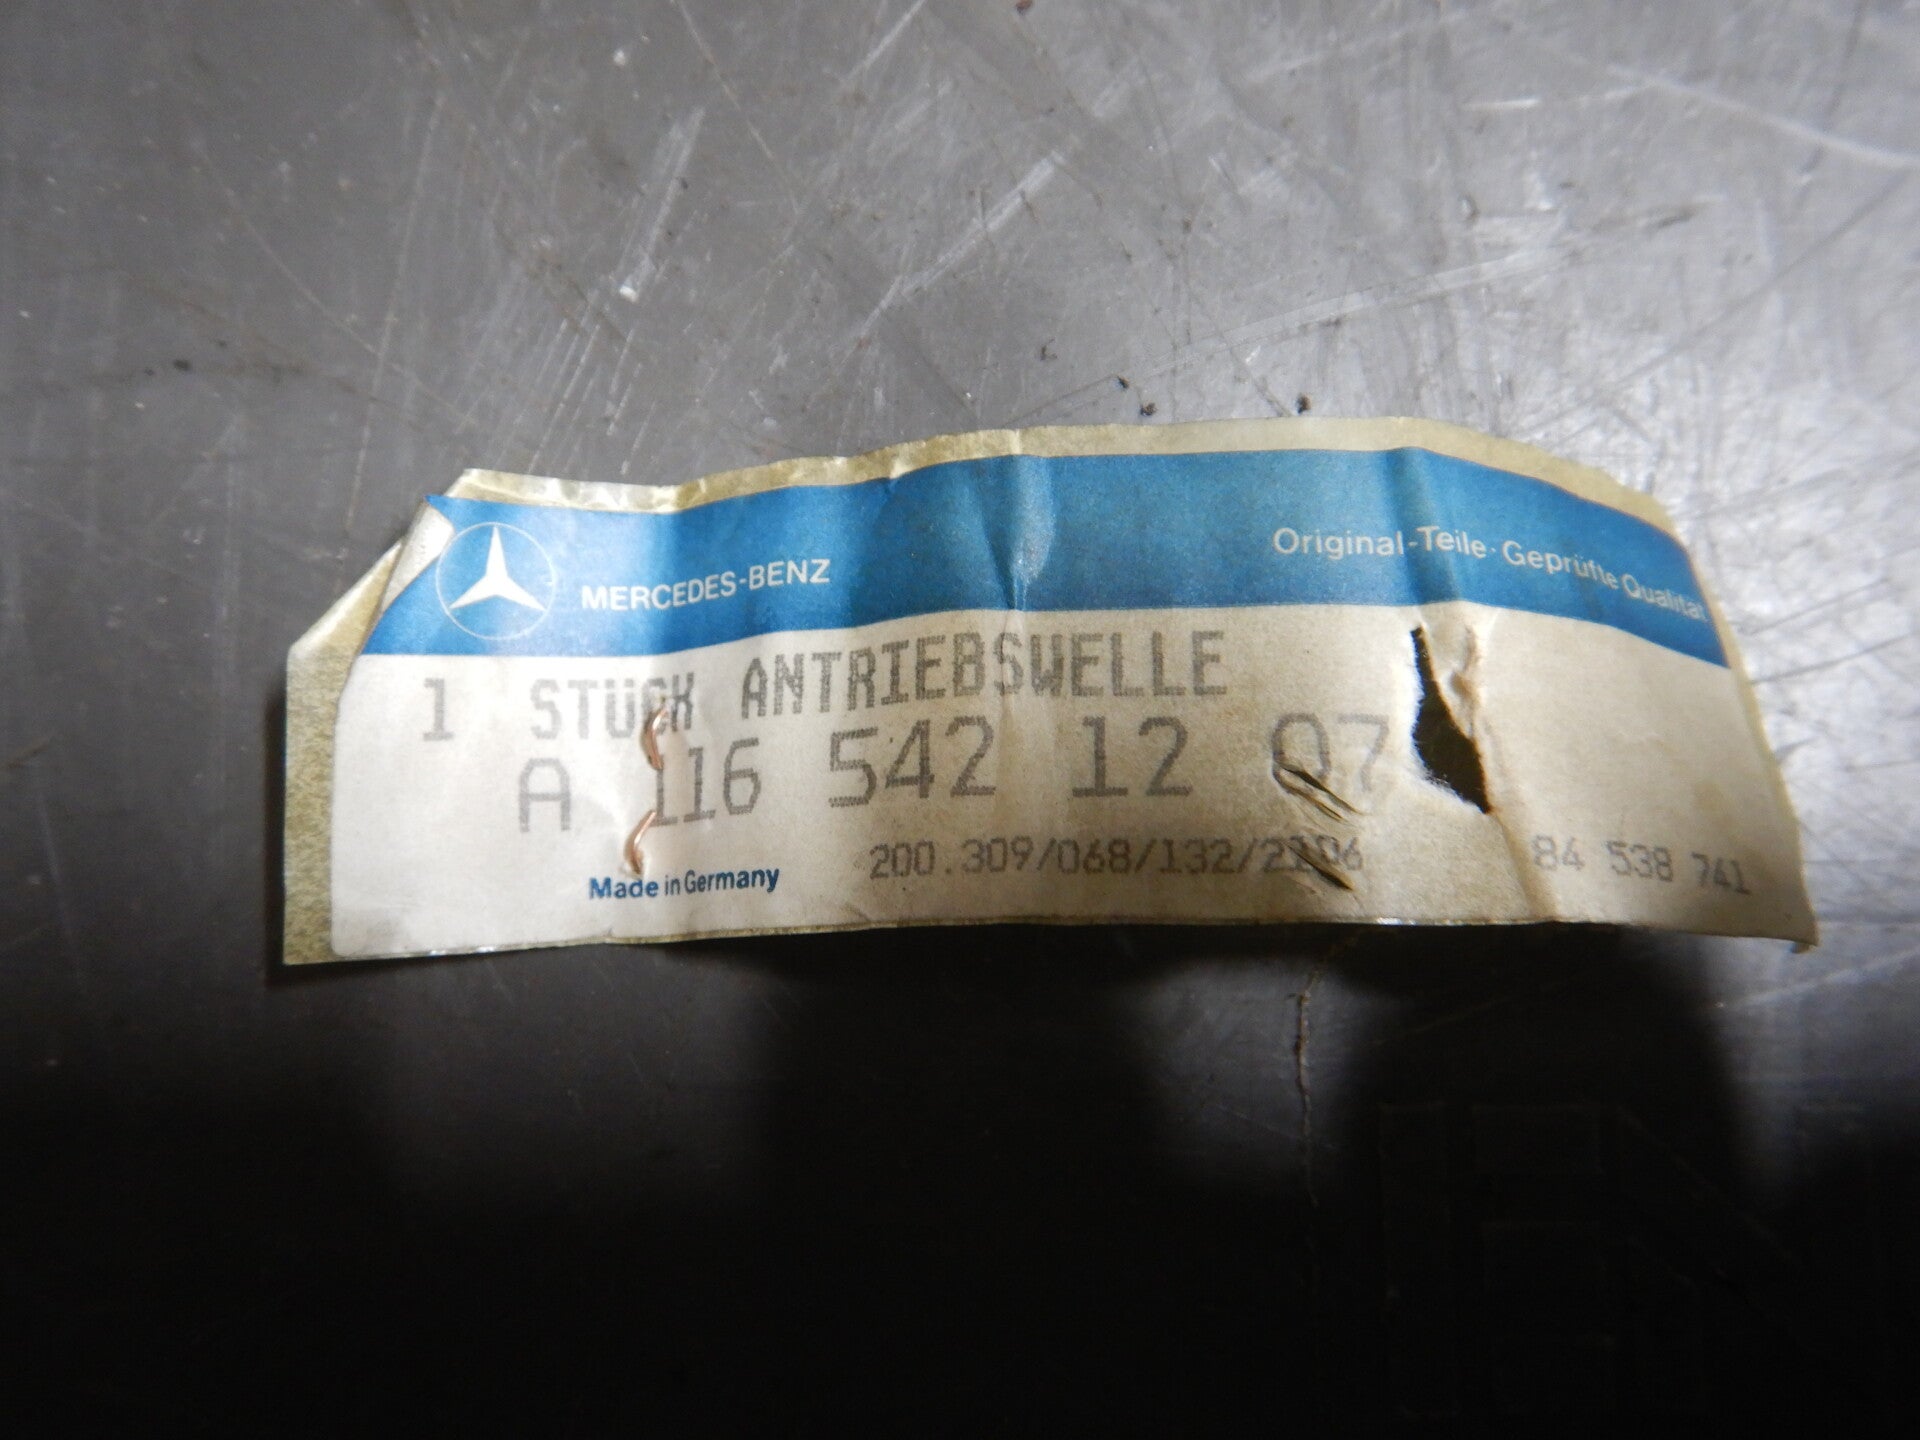 MERCEDES-BENZ
Original-Teile · Geprüfte Qualität
1 STÜCK ANTRIEBSWELLE
A 116 542 12 07
Made in Germany 200.309/068/132/2206 84 538 741